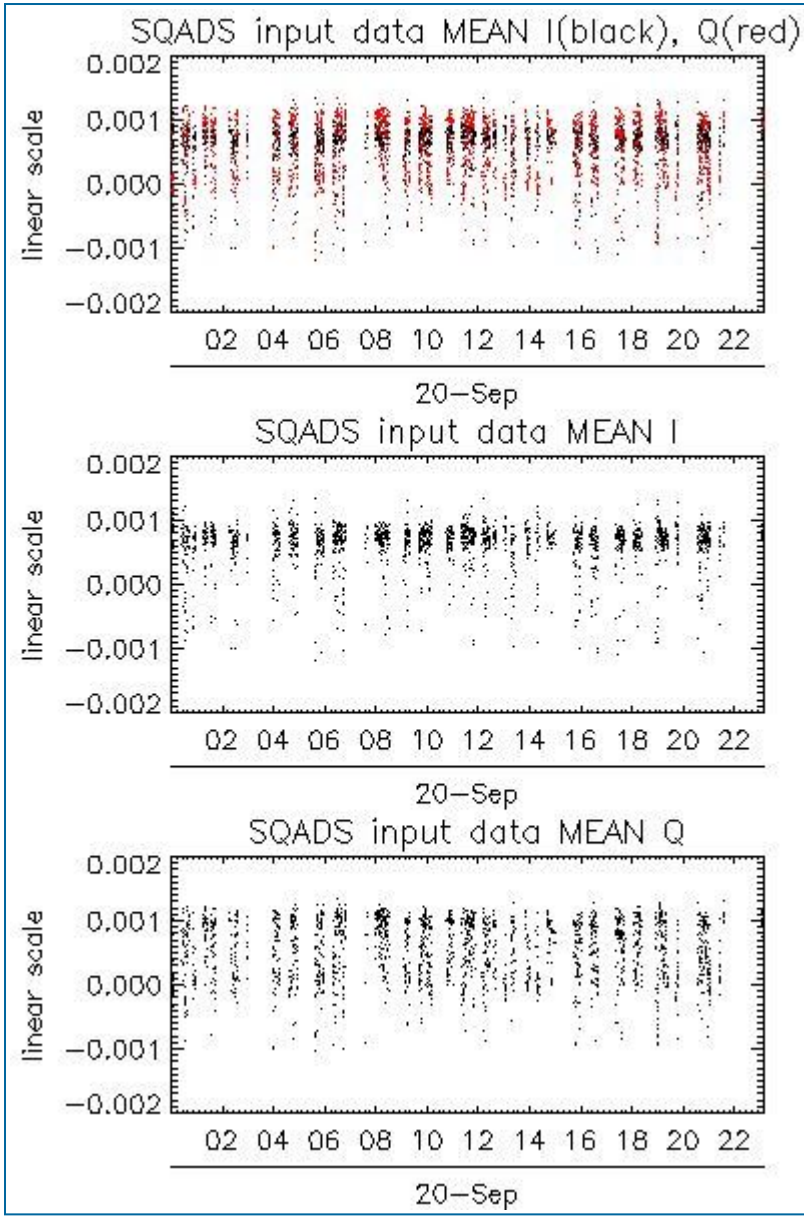 SQADS input data MEAN I(black), Q(red)
0.002
0.001
0.000
-0.001
-0.002
linear scale
02 04 06 08 10 12 14 16 18 20 22
20-Sep
SQADS input data MEAN I
0.002
0.001
0.000
-0.001
-0.002
linear scale
02 04 06 08 10 12 14 16 18 20 22
20-Sep
SQADS input data MEAN Q
0.002
0.001
0.000
-0.001
-0.002
linear scale
02 04 06 08 10 12 14 16 18 20 22
20-Sep